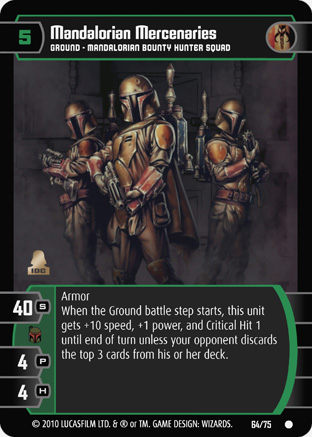 5
Mandalorian Mercenaries
GROUND - MANDALORIAN BOUNTY HUNTER SQUAD
IDC
40 S
4 P
4 H
Armor
When the Ground battle step starts, this unit
gets +10 speed, +1 power, and Critical Hit 1
until end of turn unless your opponent discards
the top 3 cards from his or her deck.
© 2010 LUCASFILM LTD. & ® or TM. GAME DESIGN: WIZARDS. 64/75